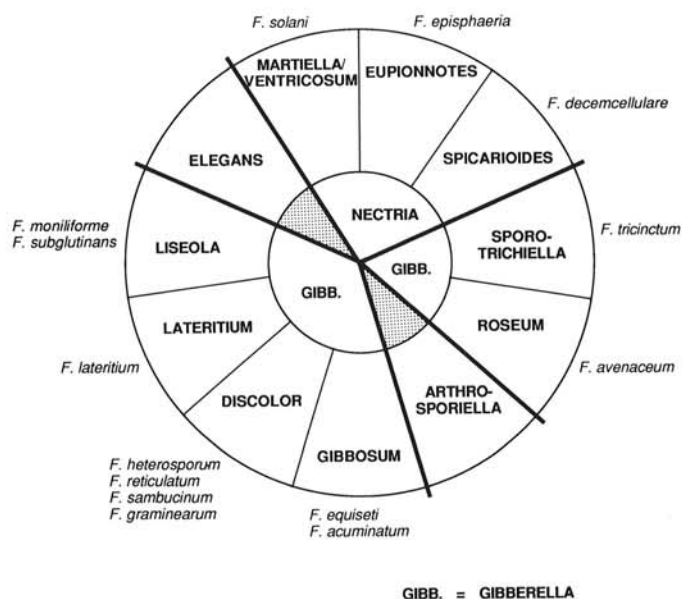 F. solani
F. episphaeria
MARTIELLA/
VENTRICOSUM
EUPIONNOTES
F. decemcellulare
ELEGANS
SPICARIOIDES
NECTRIA
F. moniliforme
F. subglutinans
LISEOLA
GIBB.
GIBB.
SPORO-
TRICHIELLA
F. tricinctum
LATERITIUM
ROSEUM
F. lateritium
F. avenaceum
DISCOLOR
ARTHRO-
SPORIELLA
GIBBOSUM
F. heterosporum
F. reticulatum
F. sambucinum
F. graminearum
F. equiseti
F. acuminatum
GIBB. = GIBBERELLA